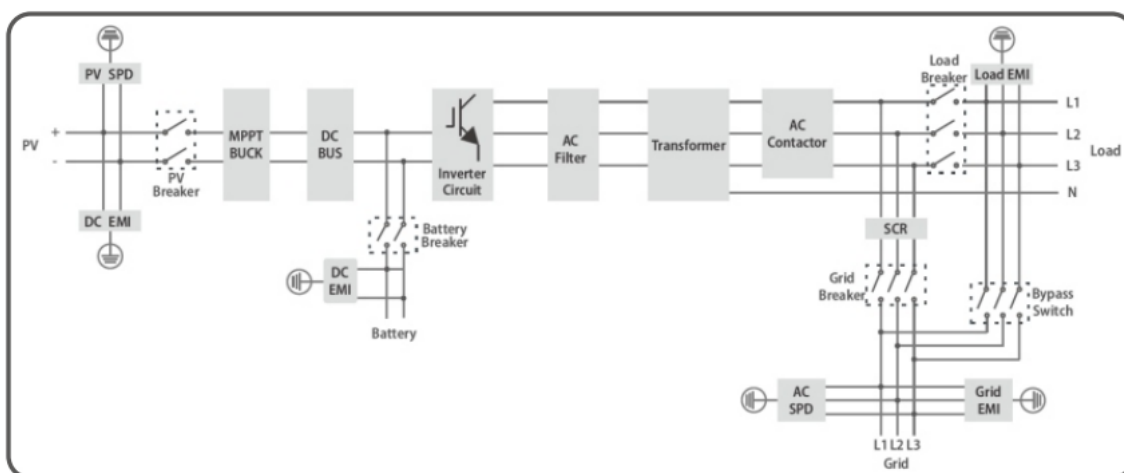 PV SPD
Load
Breaker
Load EMI
L1
PV
+
-
MPPT
BUCK
DC
BUS
Inverter
Circuit
AC
Filter
Transformer
AC
Contactor
L2
L3
Load
N
PV
Breaker
DC EMI
Battery
Breaker
SCR
DC
EMI
Grid
Breaker
Bypass
Switch
Battery
AC
SPD
Grid
EMI
L1 L2 L3
Grid